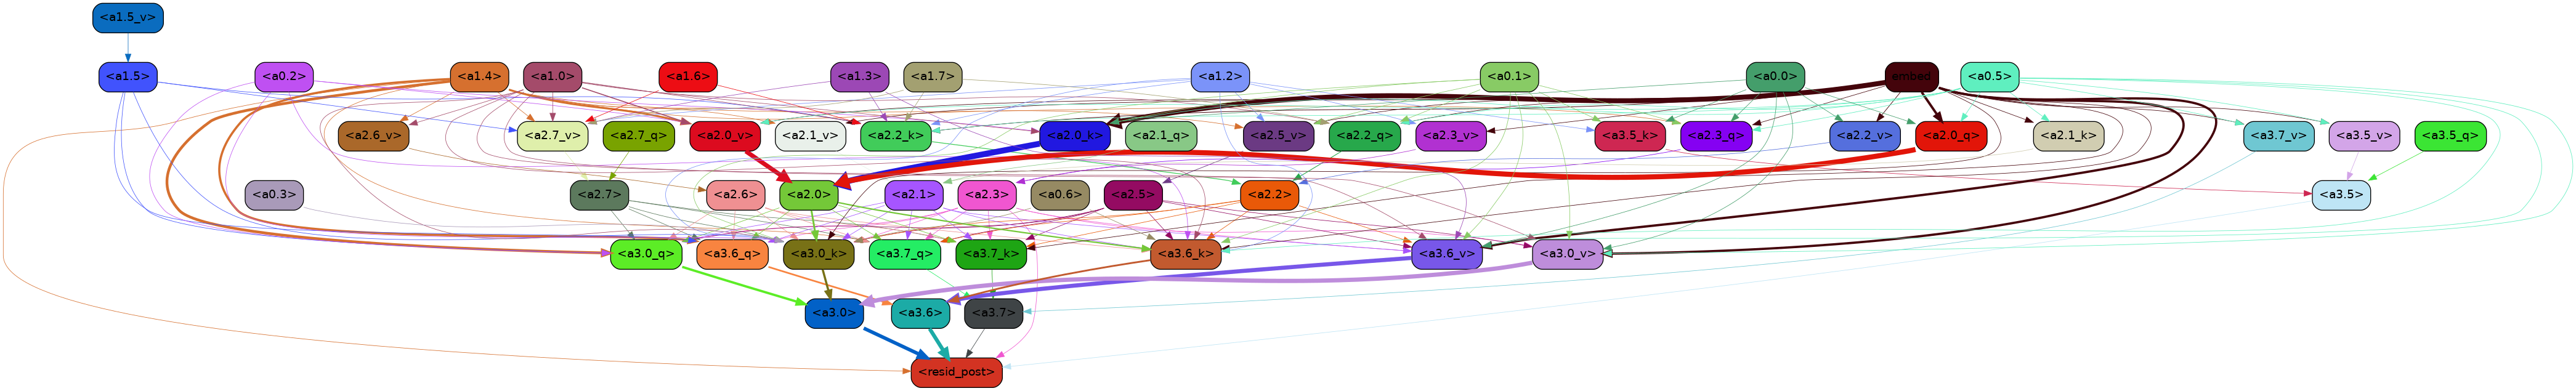 <a1.5_v>
<a1.5> <a0.2> <a1.4> <a1.0> <a1.6> <a1.3> <a1.7> <a1.2> <a0.1> <a0.0> embed <a0.5>
<a2.6_v> <a2.7_v> <a2.7_q> <a2.0_v> <a2.1_v> <a2.2_k> <a2.0_k> <a2.1_q> <a2.5_v> <a2.2_q> <a2.3_v> <a3.5_k> <a2.3_q> <a2.2_v> <a2.0_q> <a2.1_k> <a3.7_v> <a3.5_v> <a3.5_q>
<a0.3> <a2.7> <a2.6> <a2.0> <a2.1> <a2.3> <a0.6> <a2.5> <a2.2> <a3.5>
<a3.0_q> <a3.6_q> <a3.0_k> <a3.7_q> <a3.7_k> <a3.6_k> <a3.6_v> <a3.0_v>
<a3.0> <a3.6> <a3.7>
<resid_post>